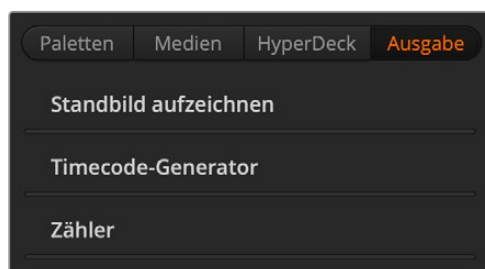 Paletten Medien HyperDeck Ausgabe
Standbild aufzeichnen
Timecode-Generator
Zähler